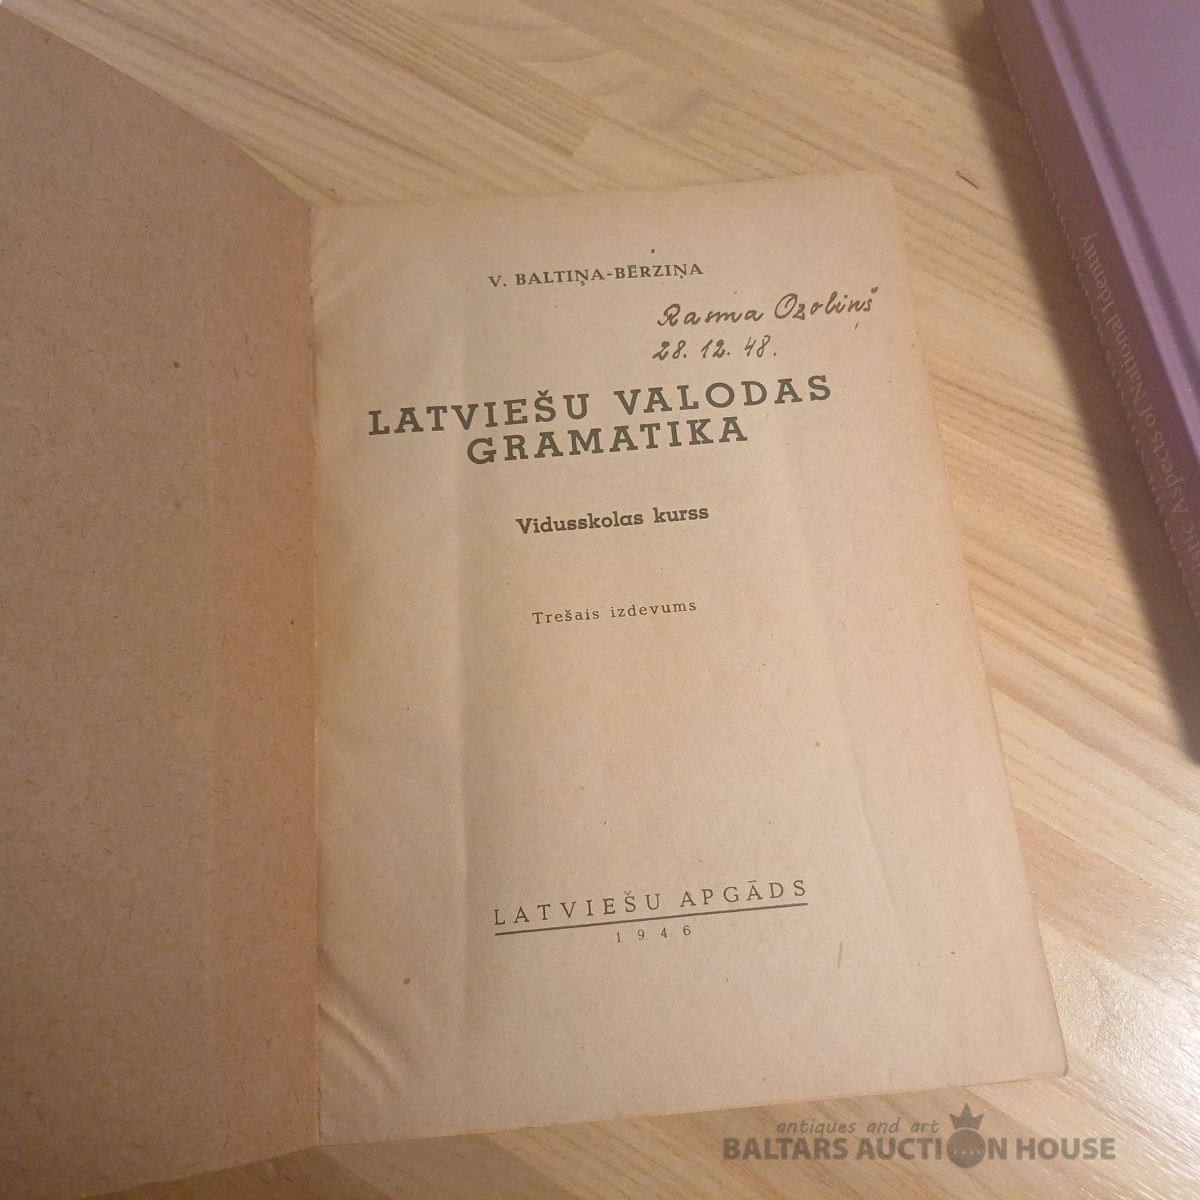 V. BALTIŅA-BĒRZIŅA
Rasma Ozoliņš
28. 12. 48.
LATVIEŠU VALODAS
GRAMATIKA
Vidusskolas kurss
Trešais izdevums
LATVIEŠU APGĀDS
1946
Aspects of National Identity
antiques and art
BALTARS AUCTION HOUSE